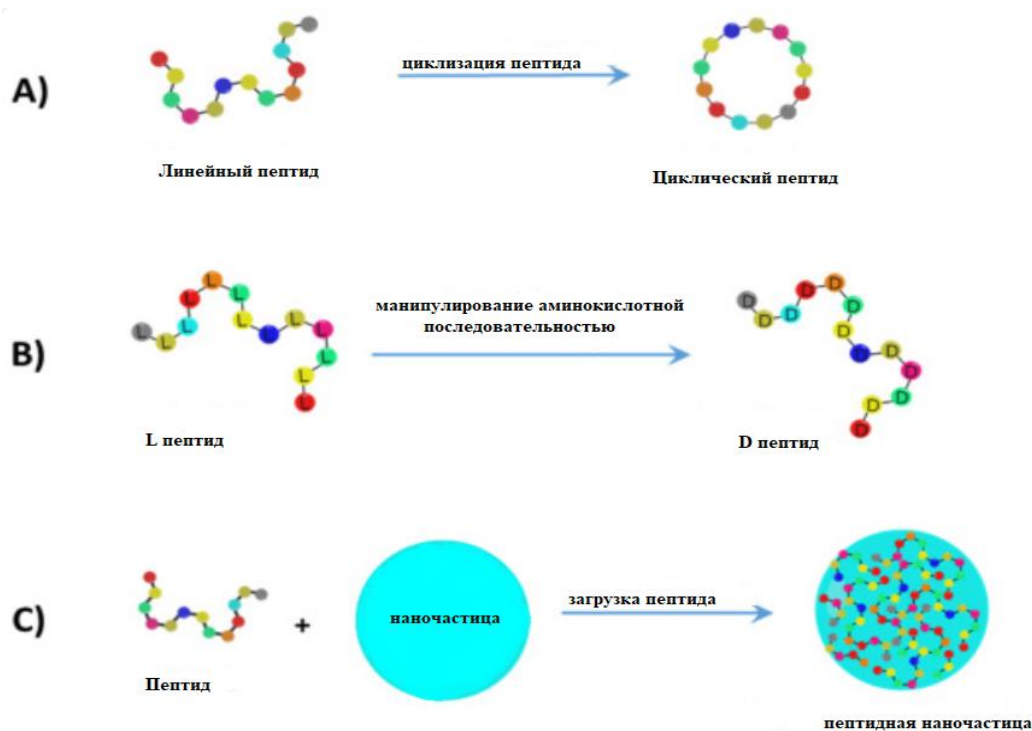 A)
циклизация пептида
Линейный пептид
Циклический пептид
B)
L L L L L L L L L L L L L
манипулирование аминокислотной
последовательностью
D D D D D D D D D D D D D
L пептид
D пептид
C)
+
наночастица
загрузка пептида
Пептид
пептидная наночастица